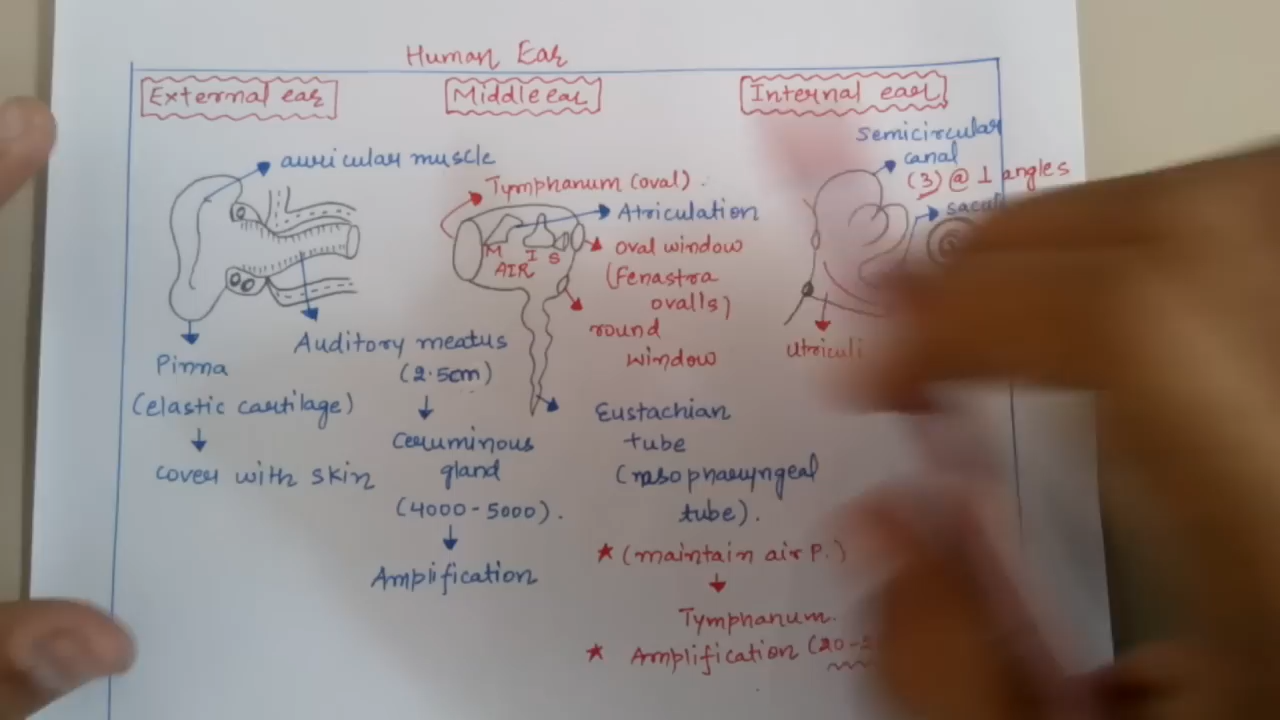 Human Ear
External ear
auricular muscle
Pinna
(elastic cartilage)
cover with skin
Auditory meatus
(2.5cm)
Ceruminous
gland
(4000-5000).
Amplification
Middle ear
Tymphanum (oval).
Atriculation
M I S
AIR
oval window
(fenastra
ovalls)
round
window
Eustachian
tube
(nasopharyngeal
tube).
★ (maintain air P.)
Tymphanum.
★ Amplification
Internal ear
Semicircular
canal
(3) @ ⊥ angles